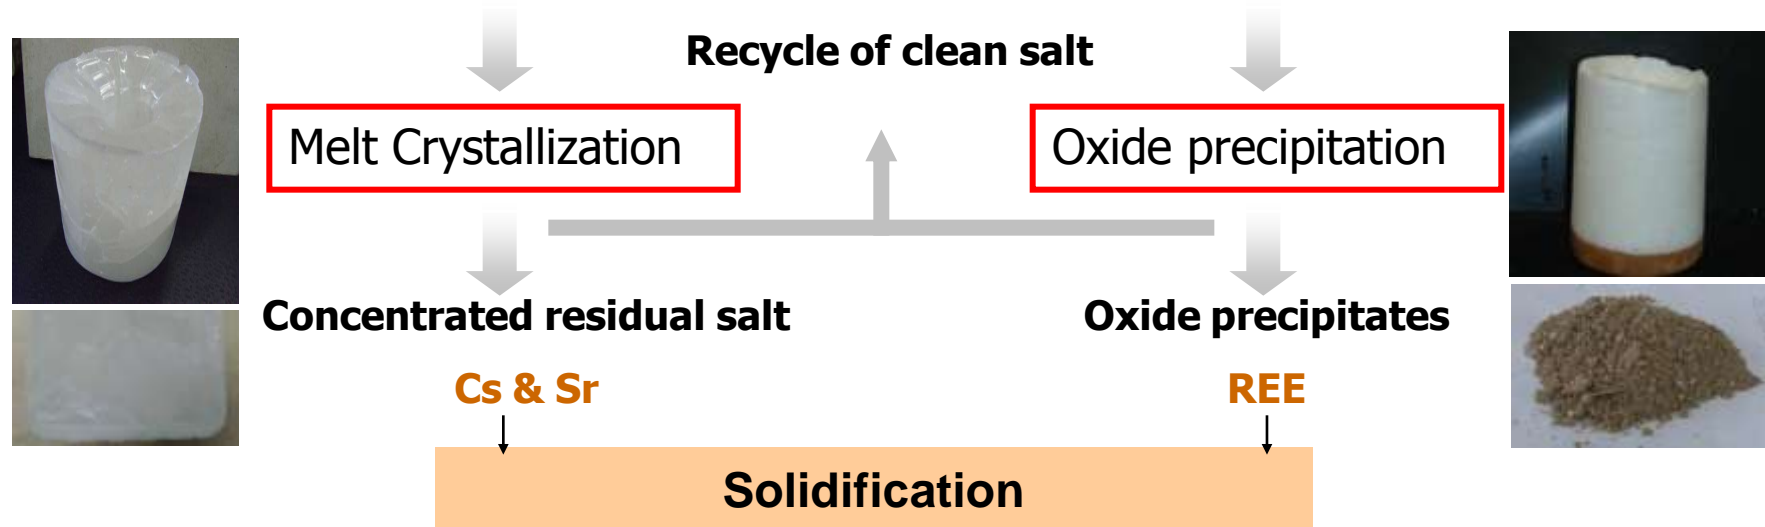 Recycle of clean salt
Melt Crystallization
Oxide precipitation
Concentrated residual salt
Oxide precipitates
Cs & Sr
REE
Solidification